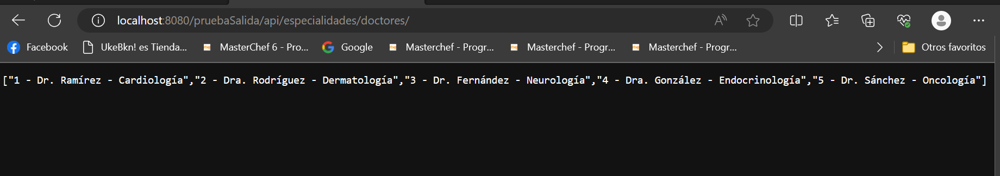 localhost:8080/pruebaSalida/api/especialidades/doctores/
Facebook UkeBkn! es Tienda... MasterChef 6 - Pro... Google Masterchef - Progr... Masterchef - Progr... Masterchef - Progr... Otros favoritos
["1 - Dr. Ramírez - Cardiología","2 - Dra. Rodríguez - Dermatología","3 - Dr. Fernández - Neurología","4 - Dra. González - Endocrinología","5 - Dr. Sánchez - Oncología"]